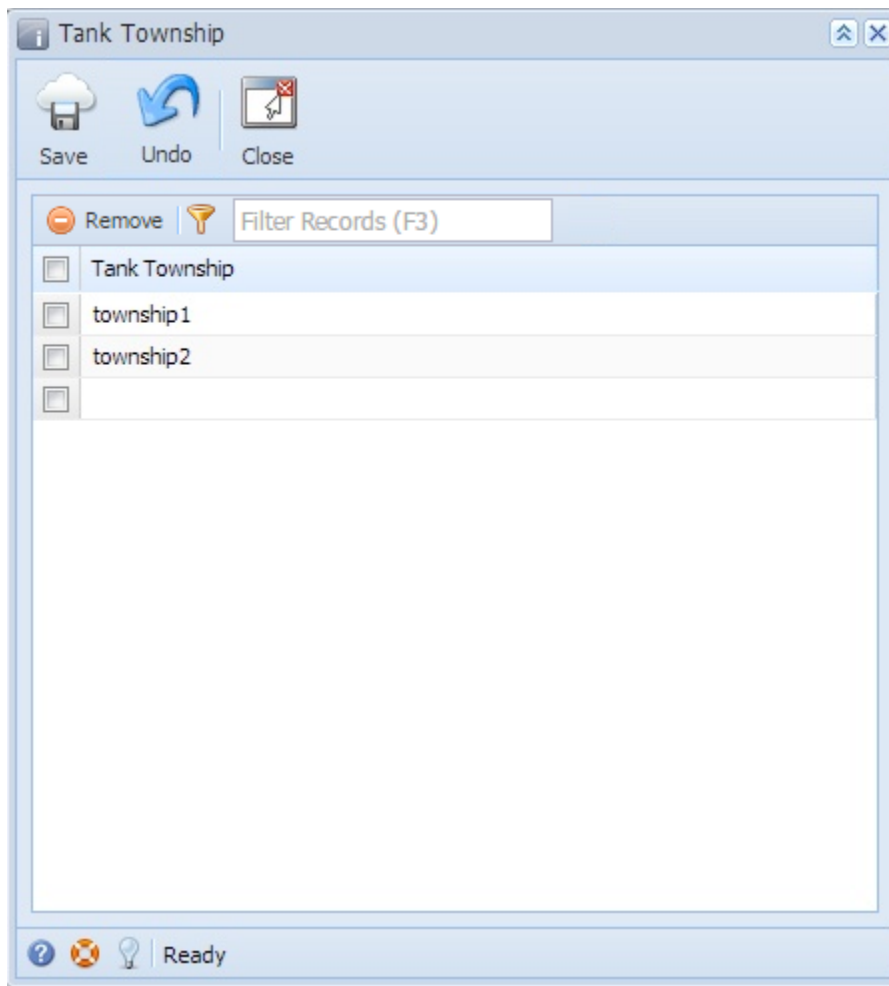 Tank Township
Save Undo Close
Remove Filter Records (F3)
Tank Township
township1
township2
Ready